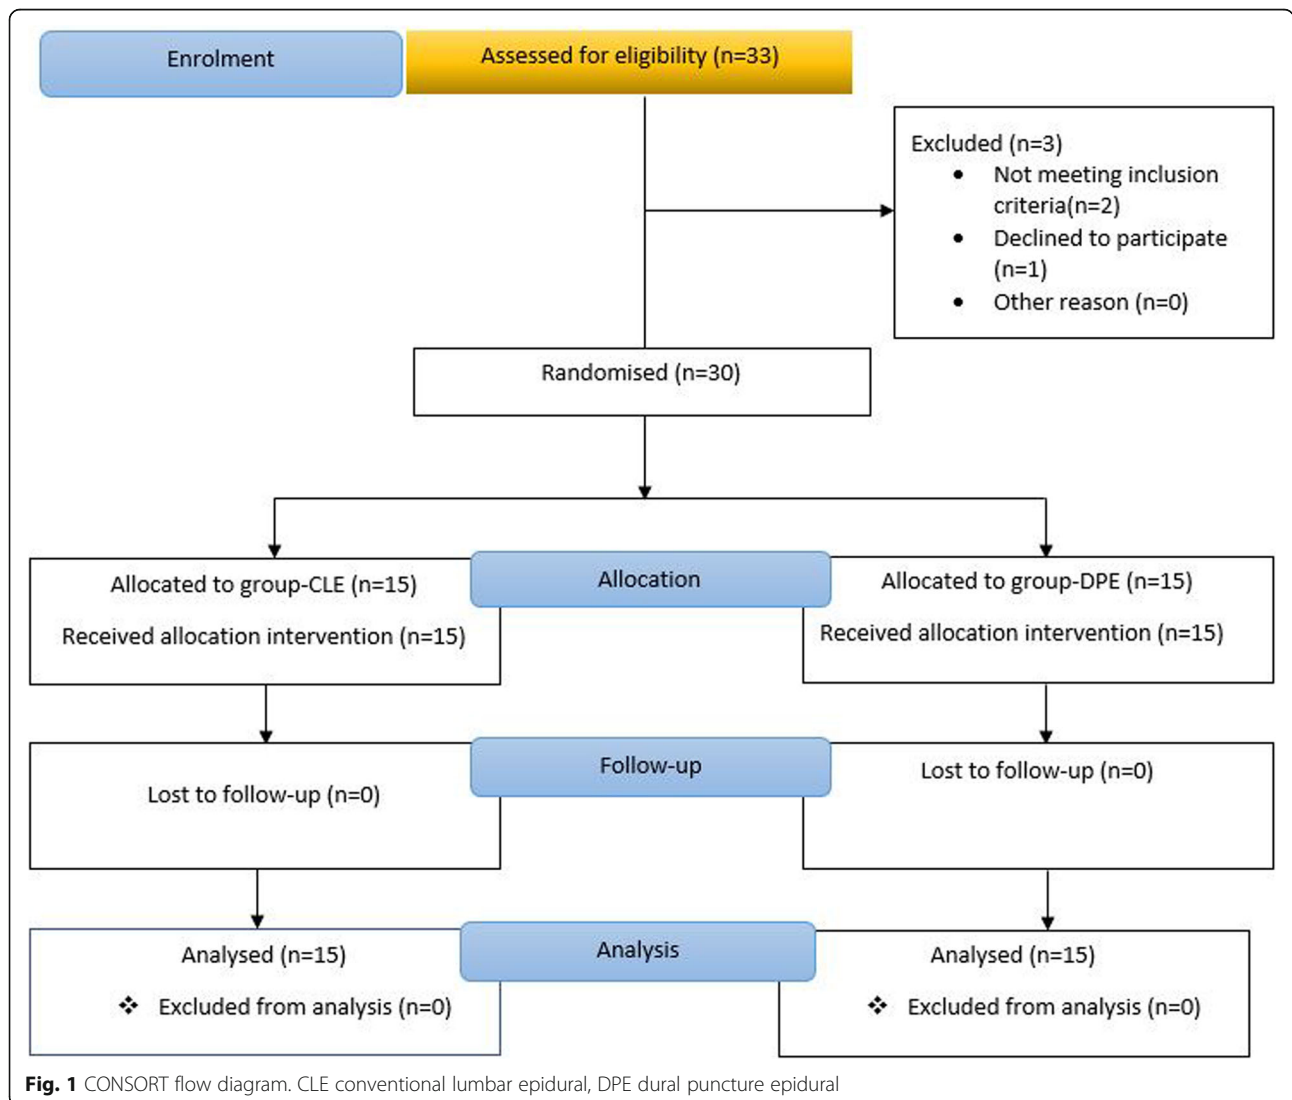 Enrolment
Assessed for eligibility (n=33)
Excluded (n=3)
• Not meeting inclusion
criteria(n=2)
• Declined to participate
(n=1)
• Other reason (n=0)
Randomised (n=30)
Allocated to group-CLE (n=15)
Received allocation intervention (n=15)
Allocation
Allocated to group-DPE (n=15)
Received allocation intervention (n=15)
Lost to follow-up (n=0)
Follow-up
Lost to follow-up (n=0)
Analysed (n=15)
❖ Excluded from analysis (n=0)
Analysis
Analysed (n=15)
❖ Excluded from analysis (n=0)
Fig. 1 CONSORT flow diagram. CLE conventional lumbar epidural, DPE dural puncture epidural